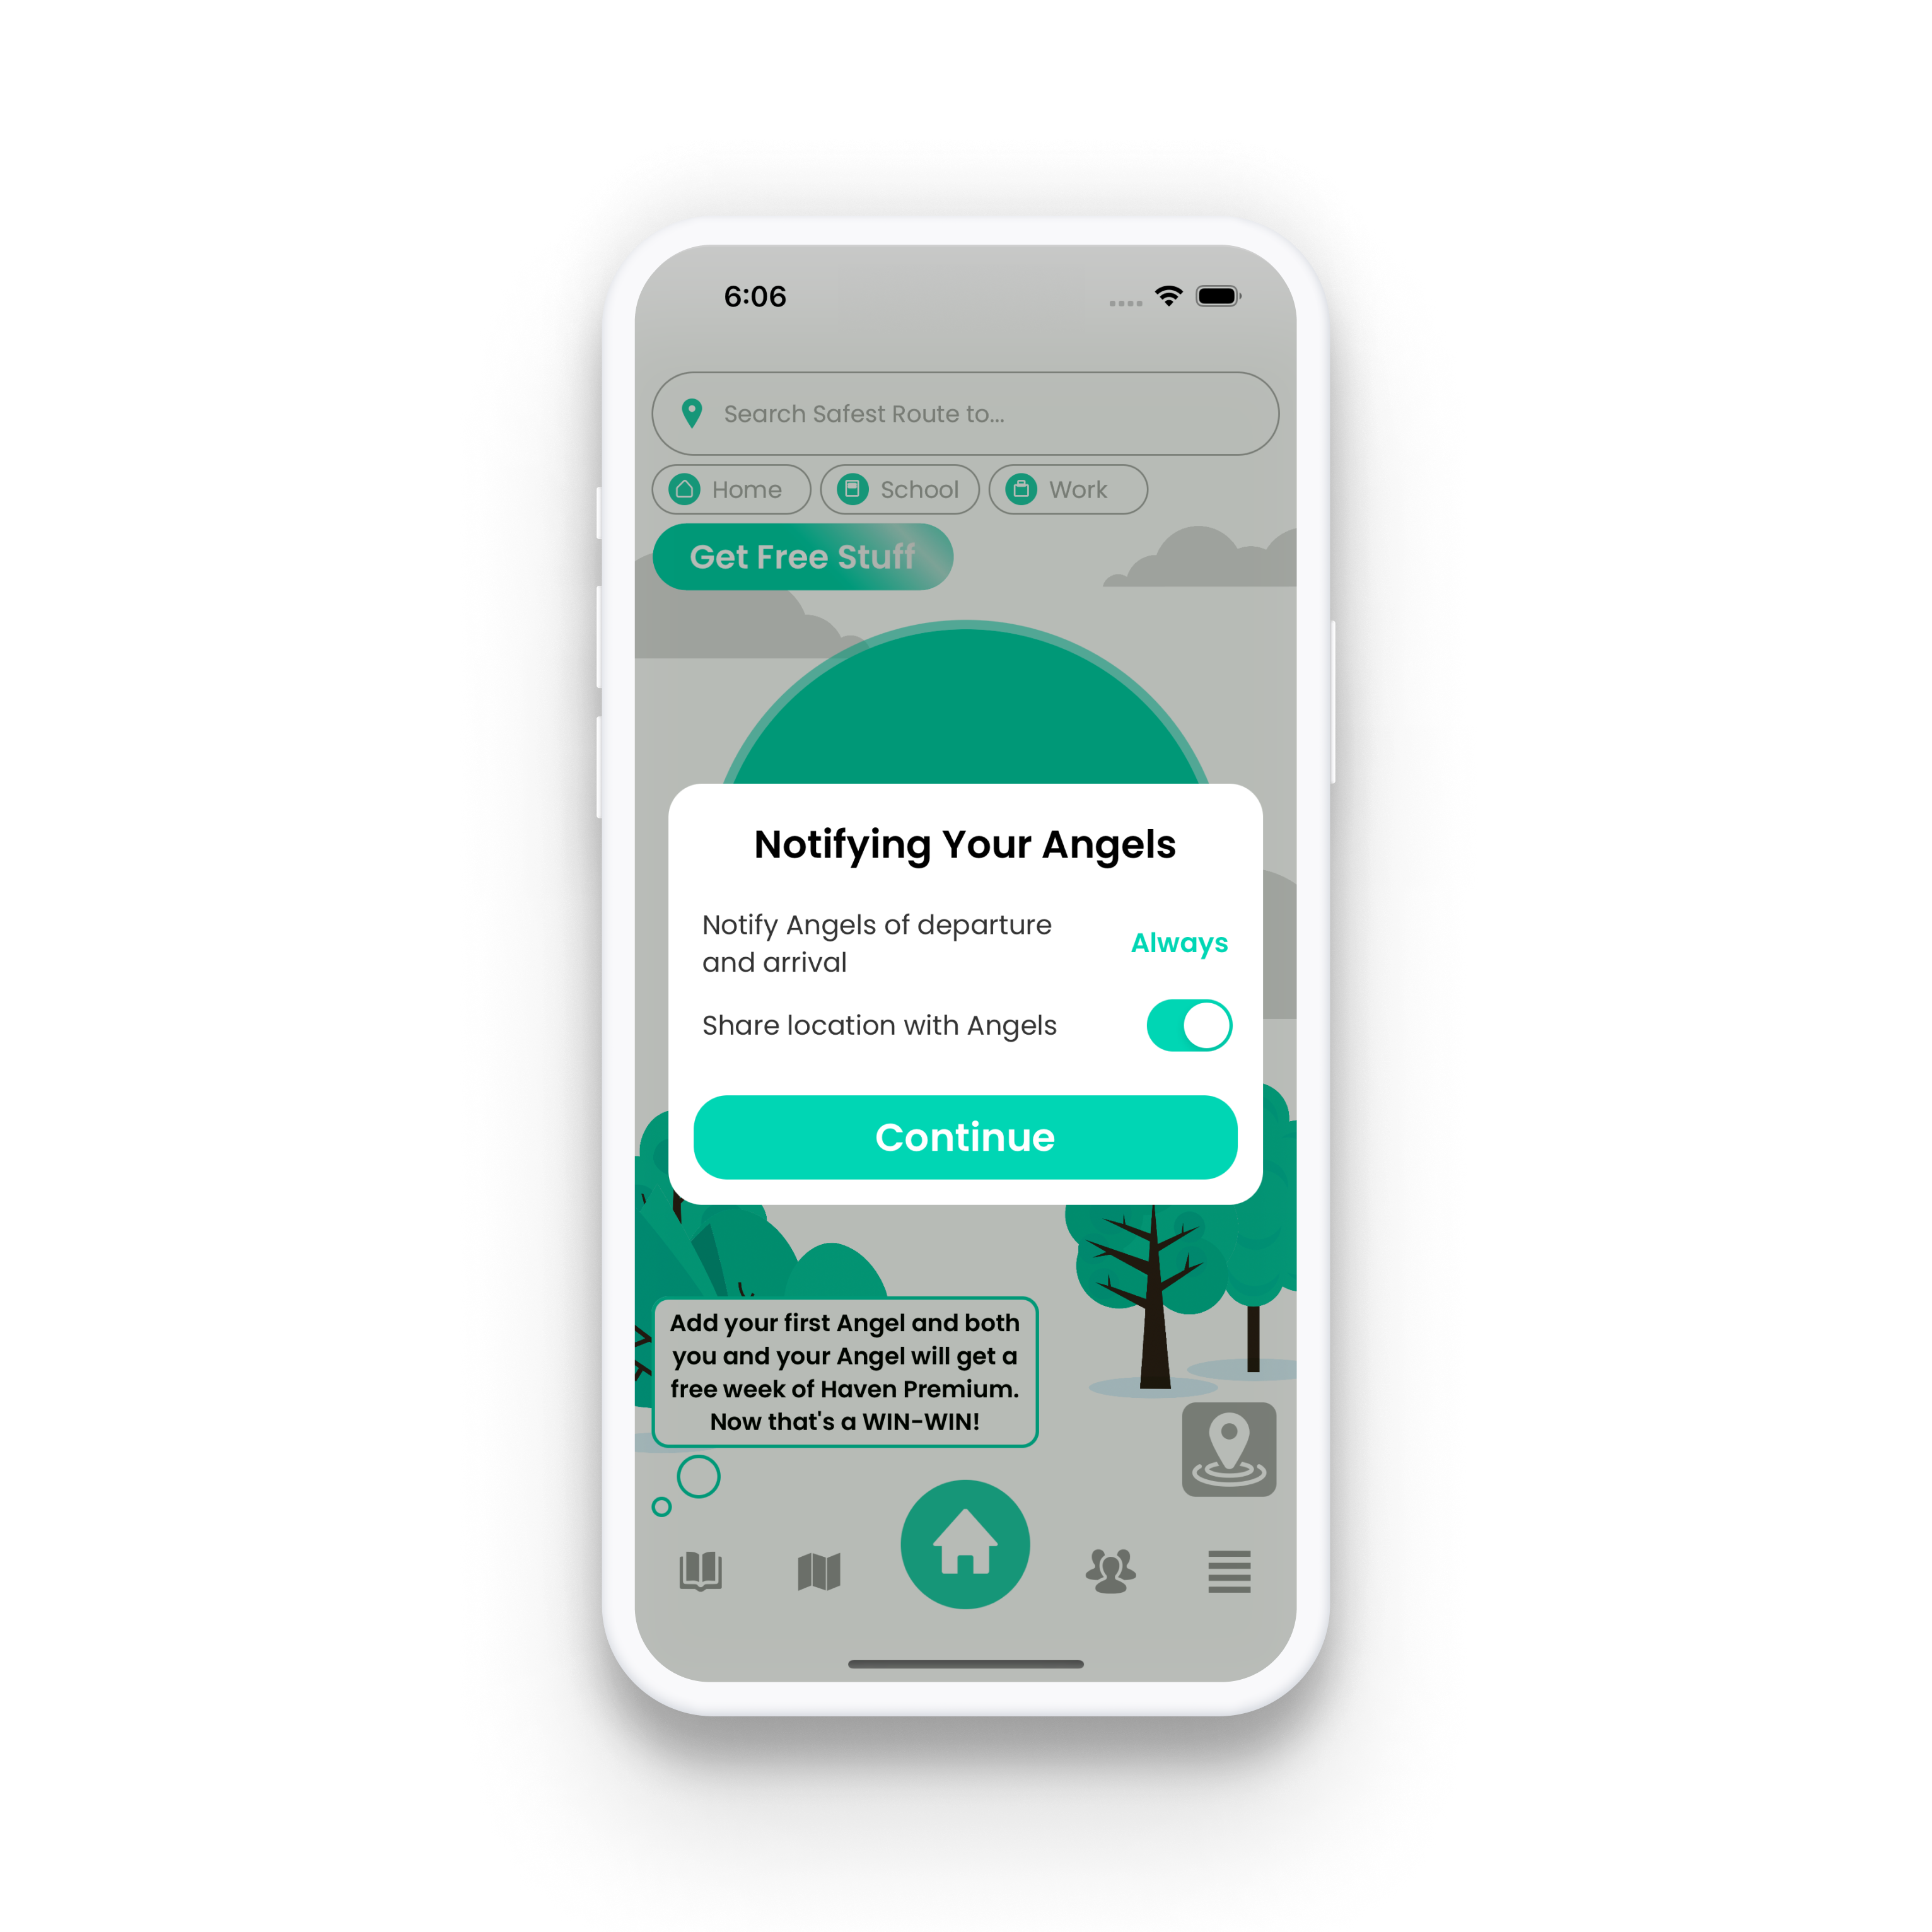 6:06
Search Safest Route to...
Home School Work
Get Free Stuff
Notifying Your Angels
Notify Angels of departure
and arrival
Always
Share location with Angels
Continue
Add your first Angel and both
you and your Angel will get a
free week of Haven Premium.
Now that's a WIN-WIN!